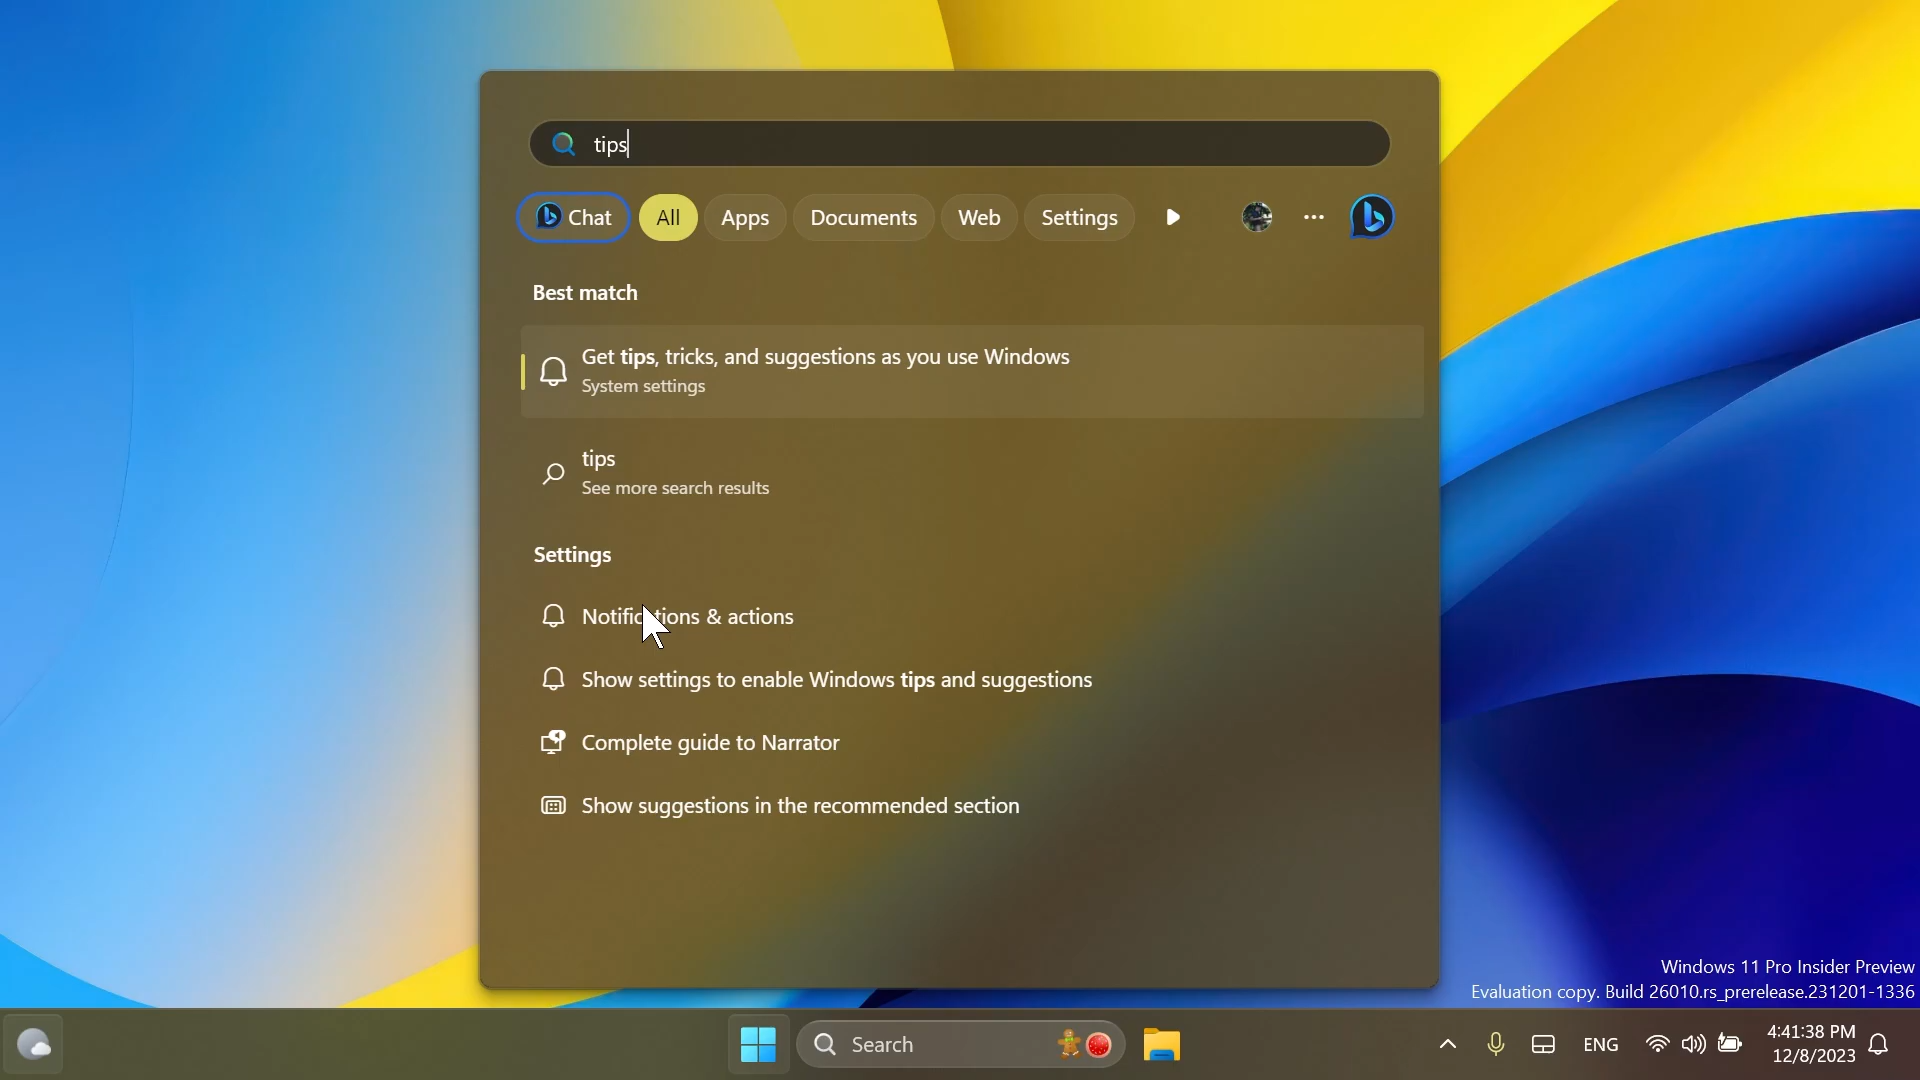 tips
Chat
All
Apps
Documents
Web
Settings
Best match
Get tips, tricks, and suggestions as you use Windows
System settings
tips
See more search results
Settings
Notifications & actions
Show settings to enable Windows tips and suggestions
Complete guide to Narrator
Show suggestions in the recommended section
Windows 11 Pro Insider Preview
Evaluation copy. Build 26010.rs_prerelease.231201-1336
Search
ENG
4:41:38 PM
12/8/2023